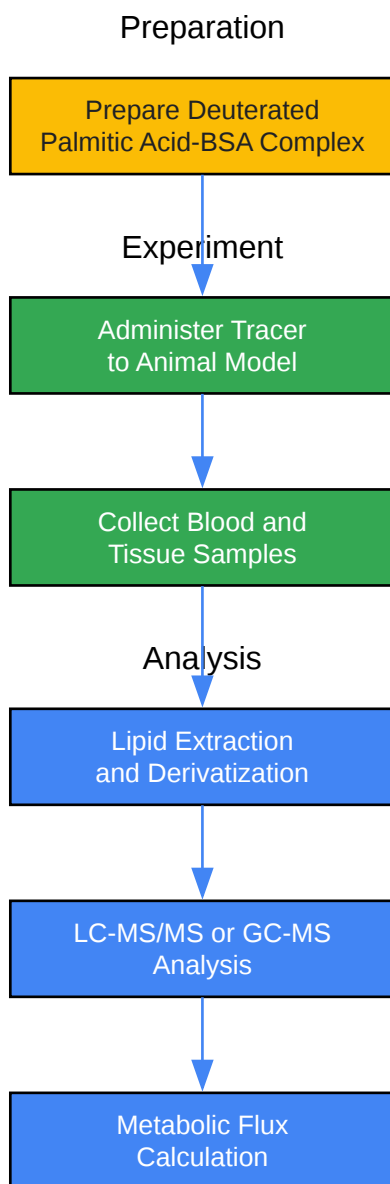 Preparation
Prepare Deuterated
Palmitic Acid-BSA Complex
Experiment
Administer Tracer
to Animal Model
Collect Blood and
Tissue Samples
Analysis
Lipid Extraction
and Derivatization
LC-MS/MS or GC-MS
Analysis
Metabolic Flux
Calculation